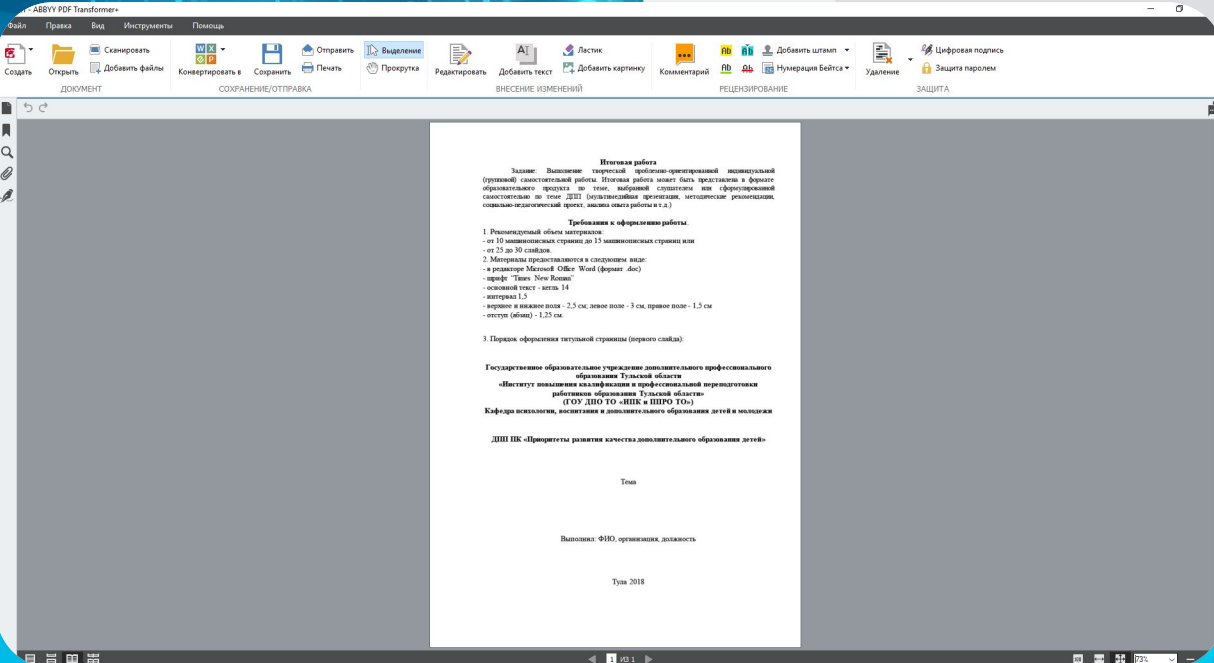 - ABBYY PDF Transformer+
Файл Правка Вид Инструменты Помощь
Создать
Открыть
Сканировать
Добавить файлы
Конвертировать в
Сохранить
Отправить
Печать
Выделение
Прокрутка
Редактировать
Добавить текст
Ластик
Добавить картинку
Комментарий
Добавить штамп
Нумерация Бейтса
Удаление
Цифровая подпись
Защита паролем
ДОКУМЕНТ СОХРАНЕНИЕ/ОТПРАВКА ВНЕСЕНИЕ ИЗМЕНЕНИЙ РЕЦЕНЗИРОВАНИЕ ЗАЩИТА
Итоговая работа
Задание: Выполнение творческой проблемно-ориентированной индивидуальной
(групповой) самостоятельной работы. Итоговая работа может быть представлена в формате
образовательного продукта по теме, выбранной слушателем или сформулированной
самостоятельно по теме ДПП (мультимедийная презентация, методические рекомендации,
социально-педагогический проект, анализа опыта работы и т.д.)
Требования к оформлению работы.
1. Рекомендуемый объем материалов:
- от 10 машинописных страниц до 15 машинописных страниц или
- от 25 до 30 слайдов.
2. Материалы предоставляются в следующем виде:
- в редакторе Microsoft Office Word (формат .doc)
- шрифт "Times New Roman"
- основной текст - кегль 14
- интервал 1,5
- верхнее и нижнее поля - 2,5 см; левое поле - 3 см, правое поле - 1,5 см
- отступ (абзац) - 1,25 см.
3. Порядок оформления титульной страницы (первого слайда):
Государственное образовательное учреждение дополнительного профессионального
образования Тульской области
«Институт повышения квалификации и профессиональной переподготовки
работников образования Тульской области»
(ГОУ ДПО ТО «ИПК и ППРО ТО»)
Кафедра психологии, воспитания и дополнительного образования детей и молодежи
ДПП ПК «Приоритеты развития качества дополнительного образования детей»
Тема
Выполнил: ФИО, организация, должность
Тула 2018
1 ИЗ 1
73%